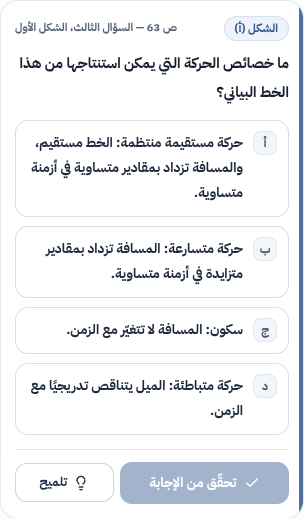 الشكل (أ)
ص 63 — السؤال الثالث، الشكل الأول
ما خصائص الحركة التي يمكن استنتاجها من هذا
الخط البياني؟
أ
حركة مستقيمة منتظمة: الخط مستقيم،
والمسافة تزداد بمقادير متساوية في أزمنة
متساوية.
ب
حركة متسارعة: المسافة تزداد بمقادير
متزايدة في أزمنة متساوية.
ج
سكون: المسافة لا تتغيّر مع الزمن.
د
حركة متباطئة: الميل يتناقص تدريجيًا مع
الزمن.
تحقّق من الإجابة
تلميح